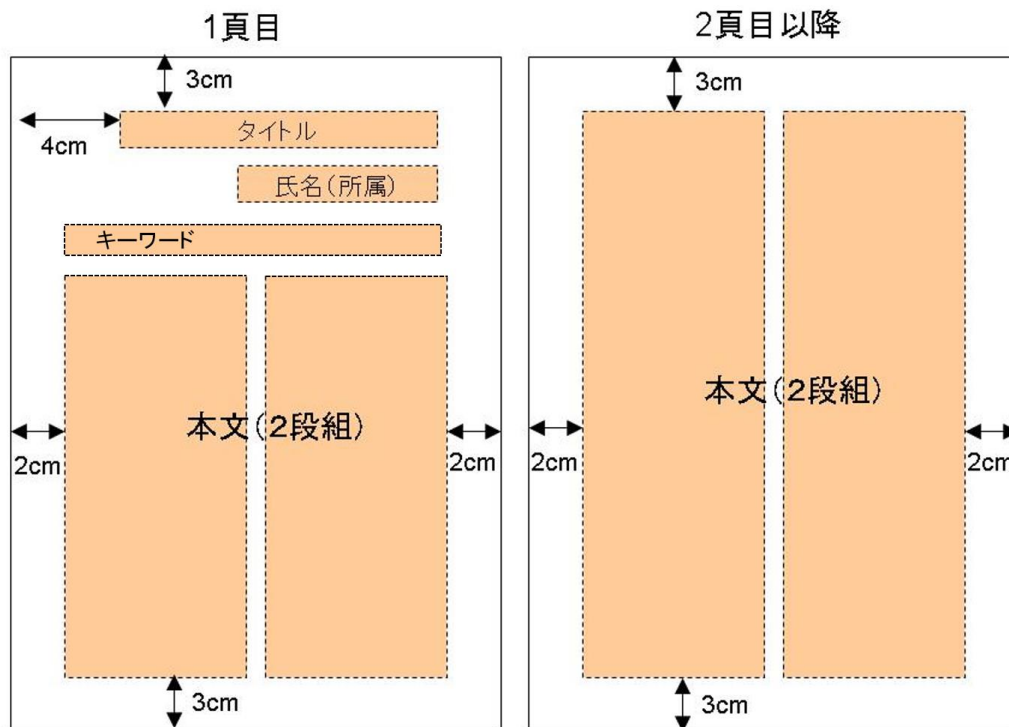 1頁目
3cm
4cm
タイトル
氏名(所属)
キーワード
本文(2段組)
2cm
2cm
3cm
2頁目以降
3cm
本文(2段組)
2cm
2cm
3cm